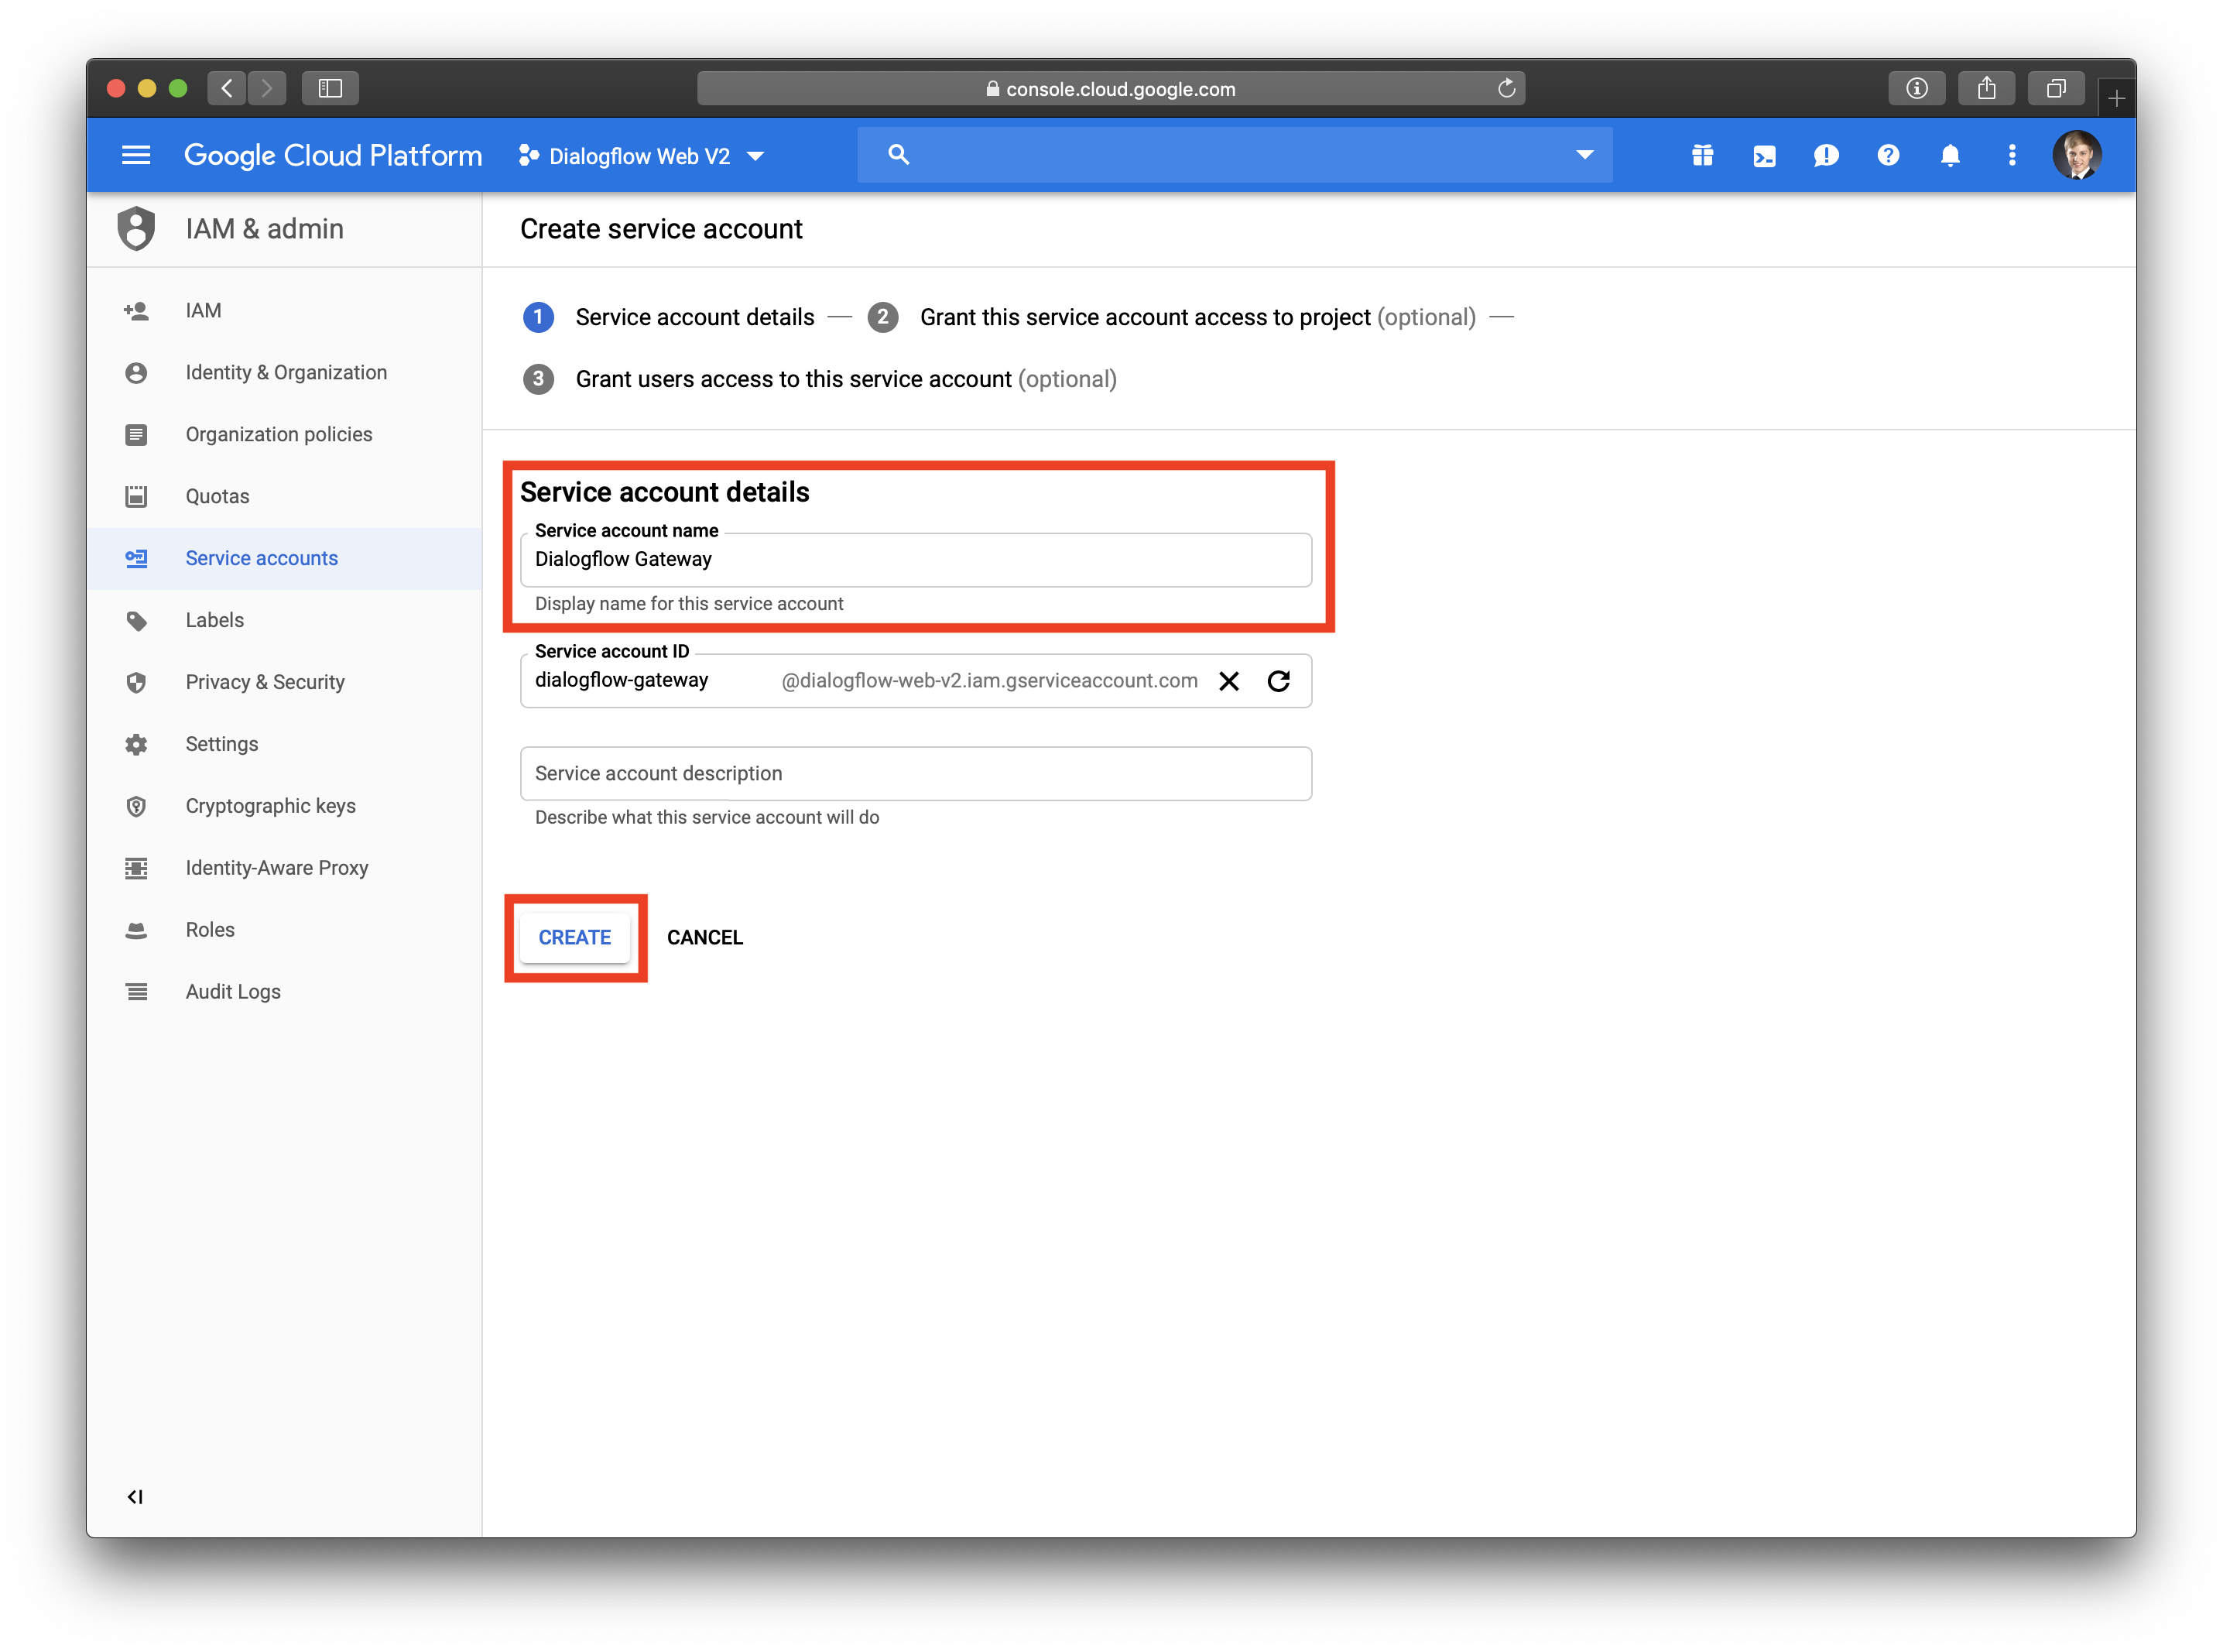 console.cloud.google.com
Google Cloud Platform
Dialogflow Web V2
IAM & admin
IAM
Identity & Organization
Organization policies
Quotas
Service accounts
Labels
Privacy & Security
Settings
Cryptographic keys
Identity-Aware Proxy
Roles
Audit Logs
Create service account
1 Service account details — 2 Grant this service account access to project (optional) —
3 Grant users access to this service account (optional)
Service account details
Service account name
Dialogflow Gateway
Display name for this service account
Service account ID
dialogflow-gateway @dialogflow-web-v2.iam.gserviceaccount.com
Service account description
Describe what this service account will do
CREATE CANCEL